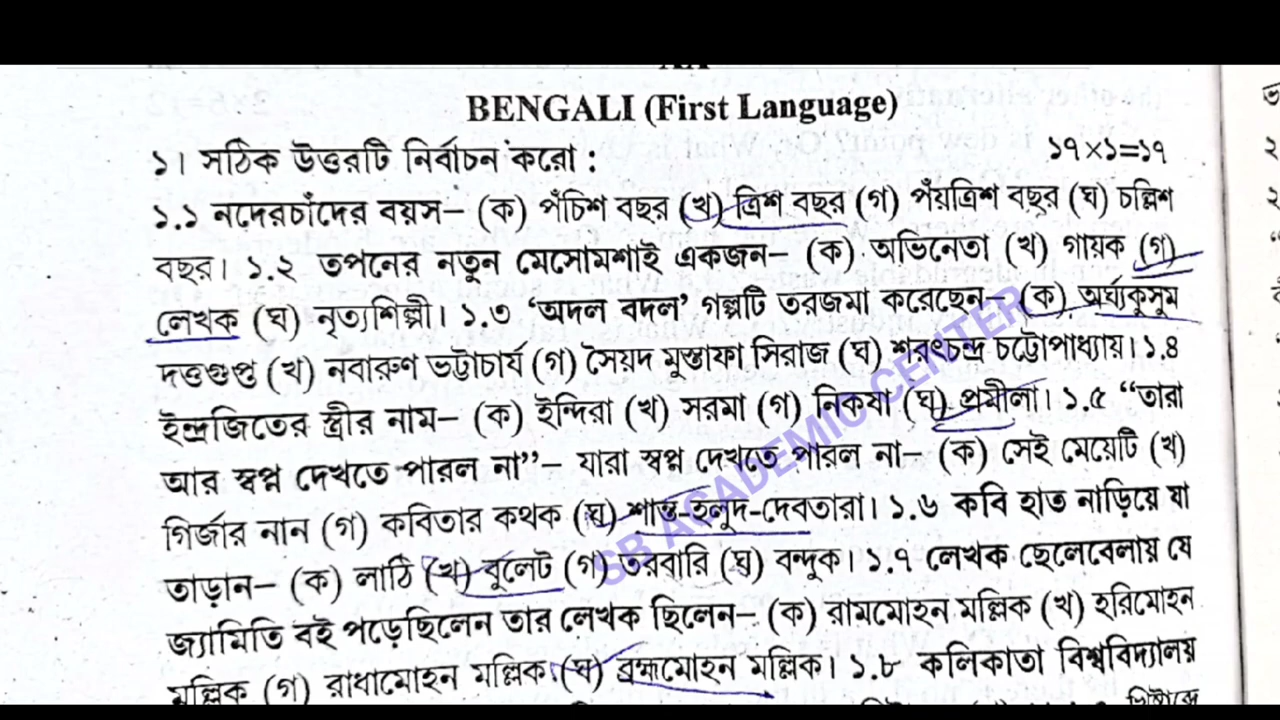 BENGALI (First Language)
১। সঠিক উত্তরটি নির্বাচন করো : ১৭×১=১৭
১.১ নদেরচাঁদের বয়স– (ক) পঁচিশ বছর (খ) ত্রিশ বছর (গ) পঁয়ত্রিশ বছর (ঘ) চল্লিশ
বছর। ১.২ তপনের নতুন মেসোমশাই একজন– (ক) অভিনেতা (খ) গায়ক (গ)
লেখক (ঘ) নৃত্যশিল্পী। ১.৩ ‘অদল বদল’ গল্পটি তরজমা করেছেন– (ক) অর্ঘ্যকুসুম
দত্তগুপ্ত (খ) নবারুণ ভট্টাচার্য (গ) সৈয়দ মুস্তাফা সিরাজ (ঘ) শরৎচন্দ্র চট্টোপাধ্যায়। ১.৪
ইন্দ্রজিতের স্ত্রীর নাম– (ক) ইন্দিরা (খ) সরমা (গ) নিকষা (ঘ) প্রমীলা। ১.৫ “তারা
আর স্বপ্ন দেখতে পারল না”– যারা স্বপ্ন দেখতে পারল না– (ক) সেই মেয়েটি (খ)
গির্জার নান (গ) কবিতার কথক (ঘ) শান্ত-হলুদ-দেবতারা। ১.৬ কবি হাত নাড়িয়ে যা
তাড়ান– (ক) লাঠি (খ) বুলেট (গ) তরবারি (ঘ) বন্দুক। ১.৭ লেখক ছেলেবেলায় যে
জ্যামিতি বই পড়েছিলেন তার লেখক ছিলেন– (ক) রামমোহন মল্লিক (খ) হরিমোহন
মল্লিক (গ) রাধামোহন মল্লিক (ঘ) ব্রহ্মমোহন মল্লিক। ১.৮ কলিকাতা বিশ্ববিদ্যালয়
SB ACADEMIC CENTER